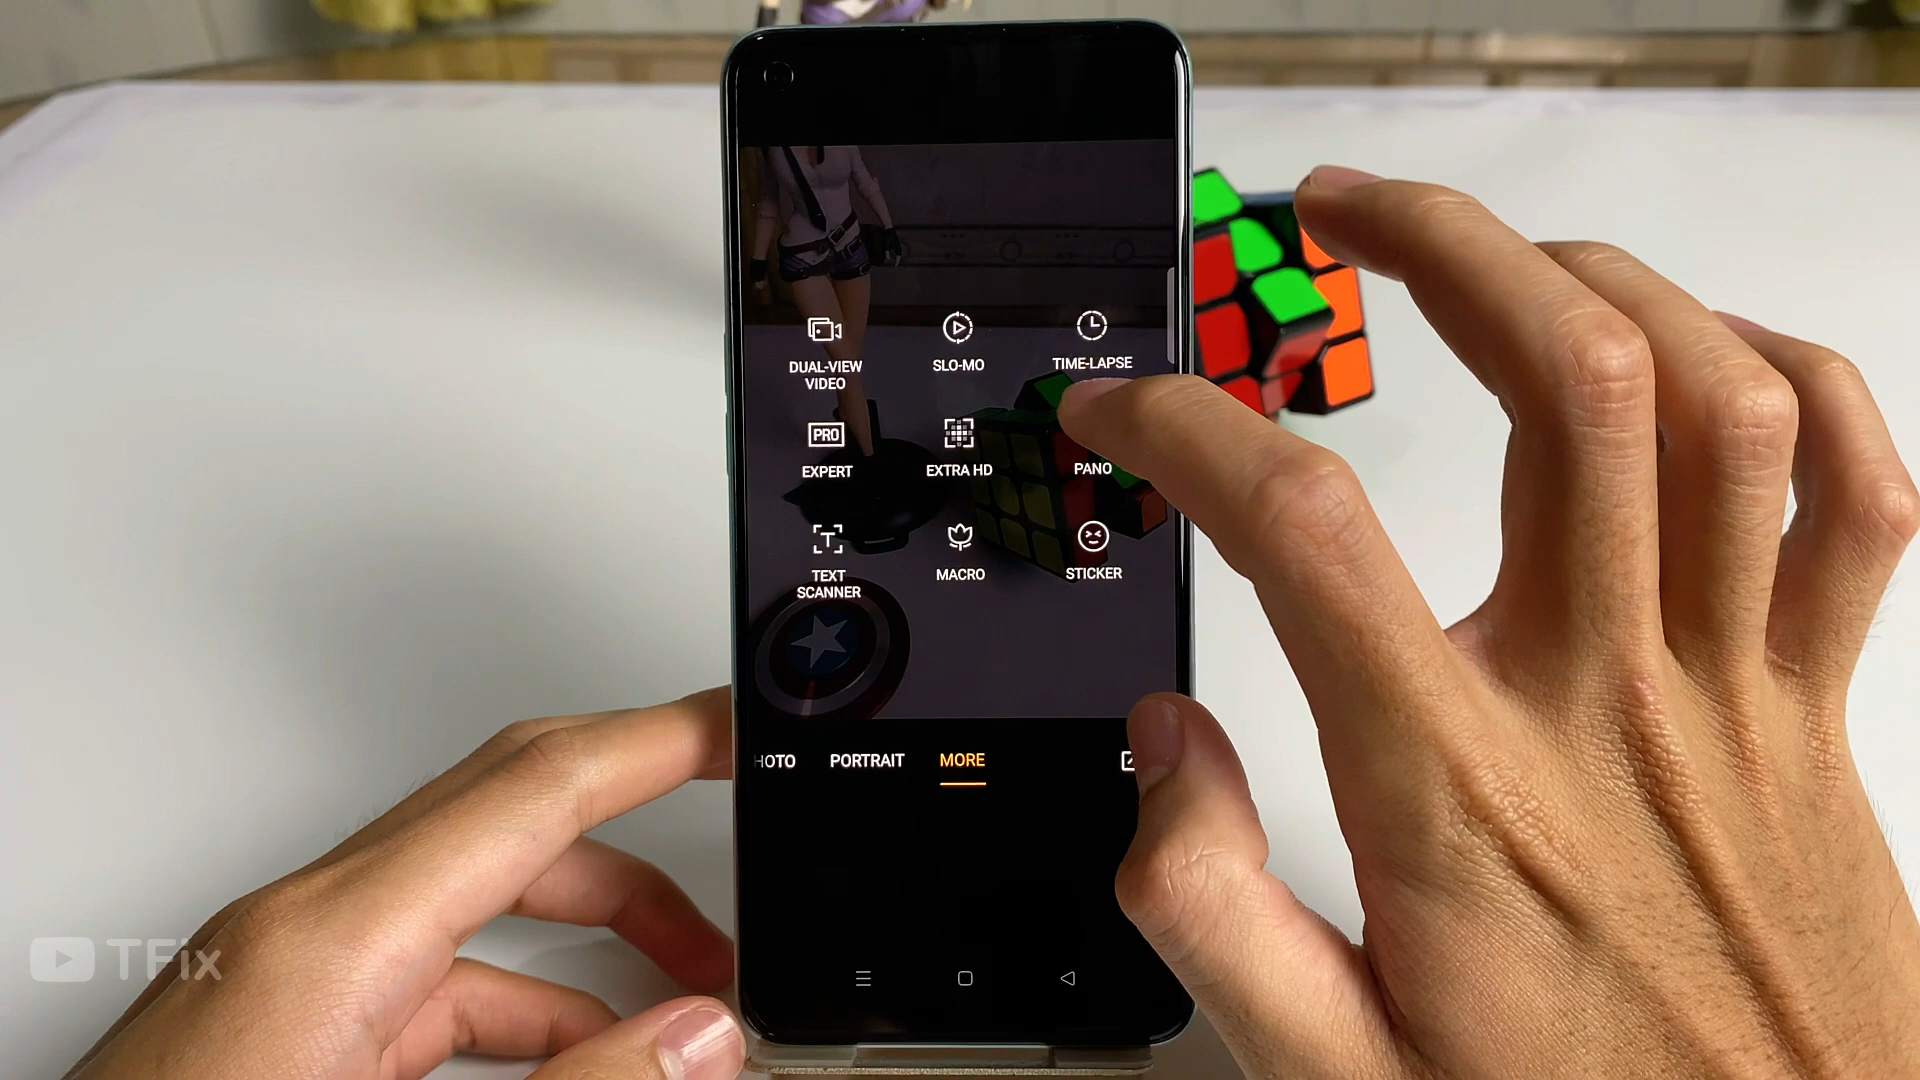 DUAL-VIEW
VIDEO
SLO-MO
TIME-LAPSE
PRO
EXPERT
EXTRA HD
PANO
T
TEXT
SCANNER
MACRO
STICKER
HOTO
PORTRAIT
MORE
TFix